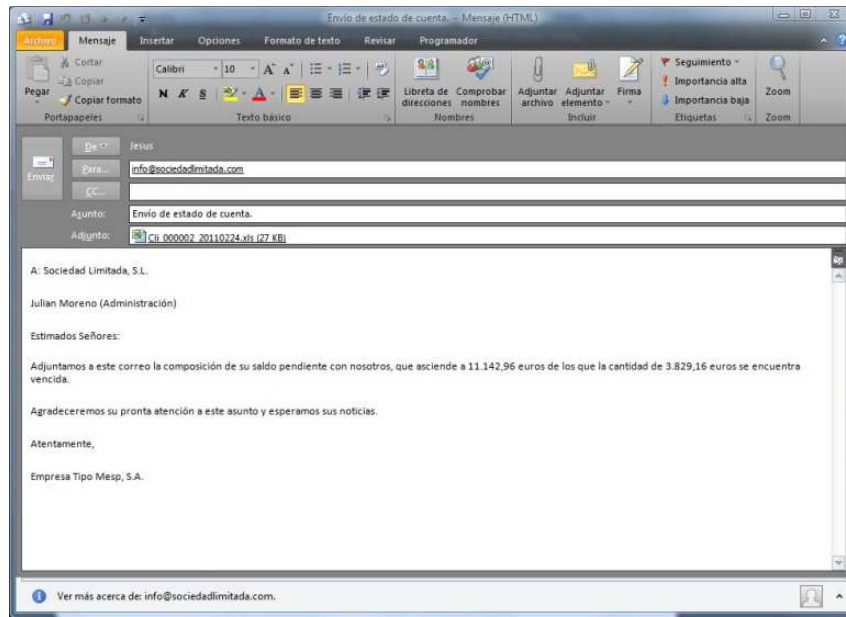 Envío de estado de cuenta. - Mensaje (HTML)
Archivo Mensaje Insertar Opciones Formato de texto Revisar Programador
Pegar
Cortar
Copiar
Copiar formato
Portapapeles
Calibri 10
N K S
Texto básico
Libreta de direcciones
Comprobar nombres
Nombres
Adjuntar archivo
Adjuntar elemento
Firma
Incluir
Seguimiento
Importancia alta
Importancia baja
Etiquetas
Zoom
Zoom
Enviar
De Jesus
Para... info@sociedadlimitada.com
CC...
Asunto: Envío de estado de cuenta.
Adjunto: Cli_000002_20110224.xls (27 KB)
A: Sociedad Limitada, S.L.
Julian Moreno (Administración)
Estimados Señores:
Adjuntamos a este correo la composición de su saldo pendiente con nosotros, que asciende a 11.142,96 euros de los que la cantidad de 3.829,16 euros se encuentra
vencida.
Agradeceremos su pronta atención a este asunto y esperamos sus noticias.
Atentamente,
Empresa Tipo Mesp, S.A.
Ver más acerca de: info@sociedadlimitada.com.